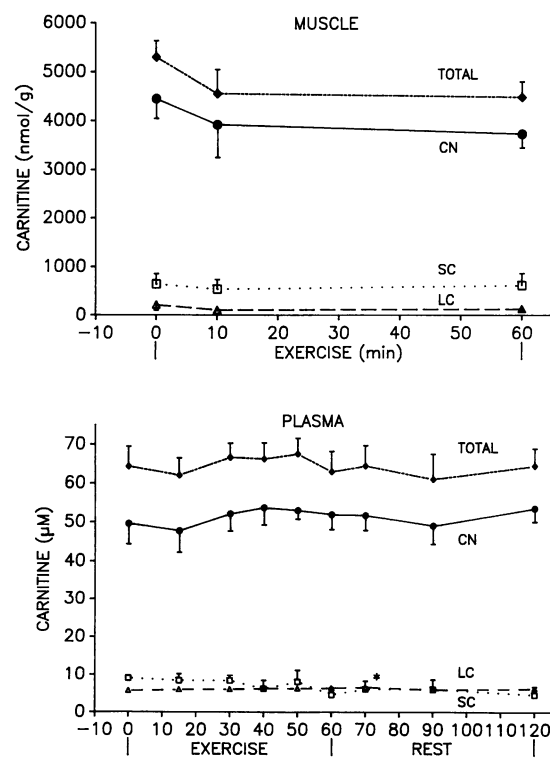 MUSCLE
6000
5000
4000
3000
2000
1000
0
CARNITINE (nmol/g)
TOTAL
CN
SC
LC
−10 0 10 20 30 40 50 60
EXERCISE (min)
PLASMA
70
60
50
40
30
20
10
0
CARNITINE (µM)
TOTAL
CN
*
LC
SC
−10 0 10 20 30 40 50 60 70 80 90 100 110 120
EXERCISE REST